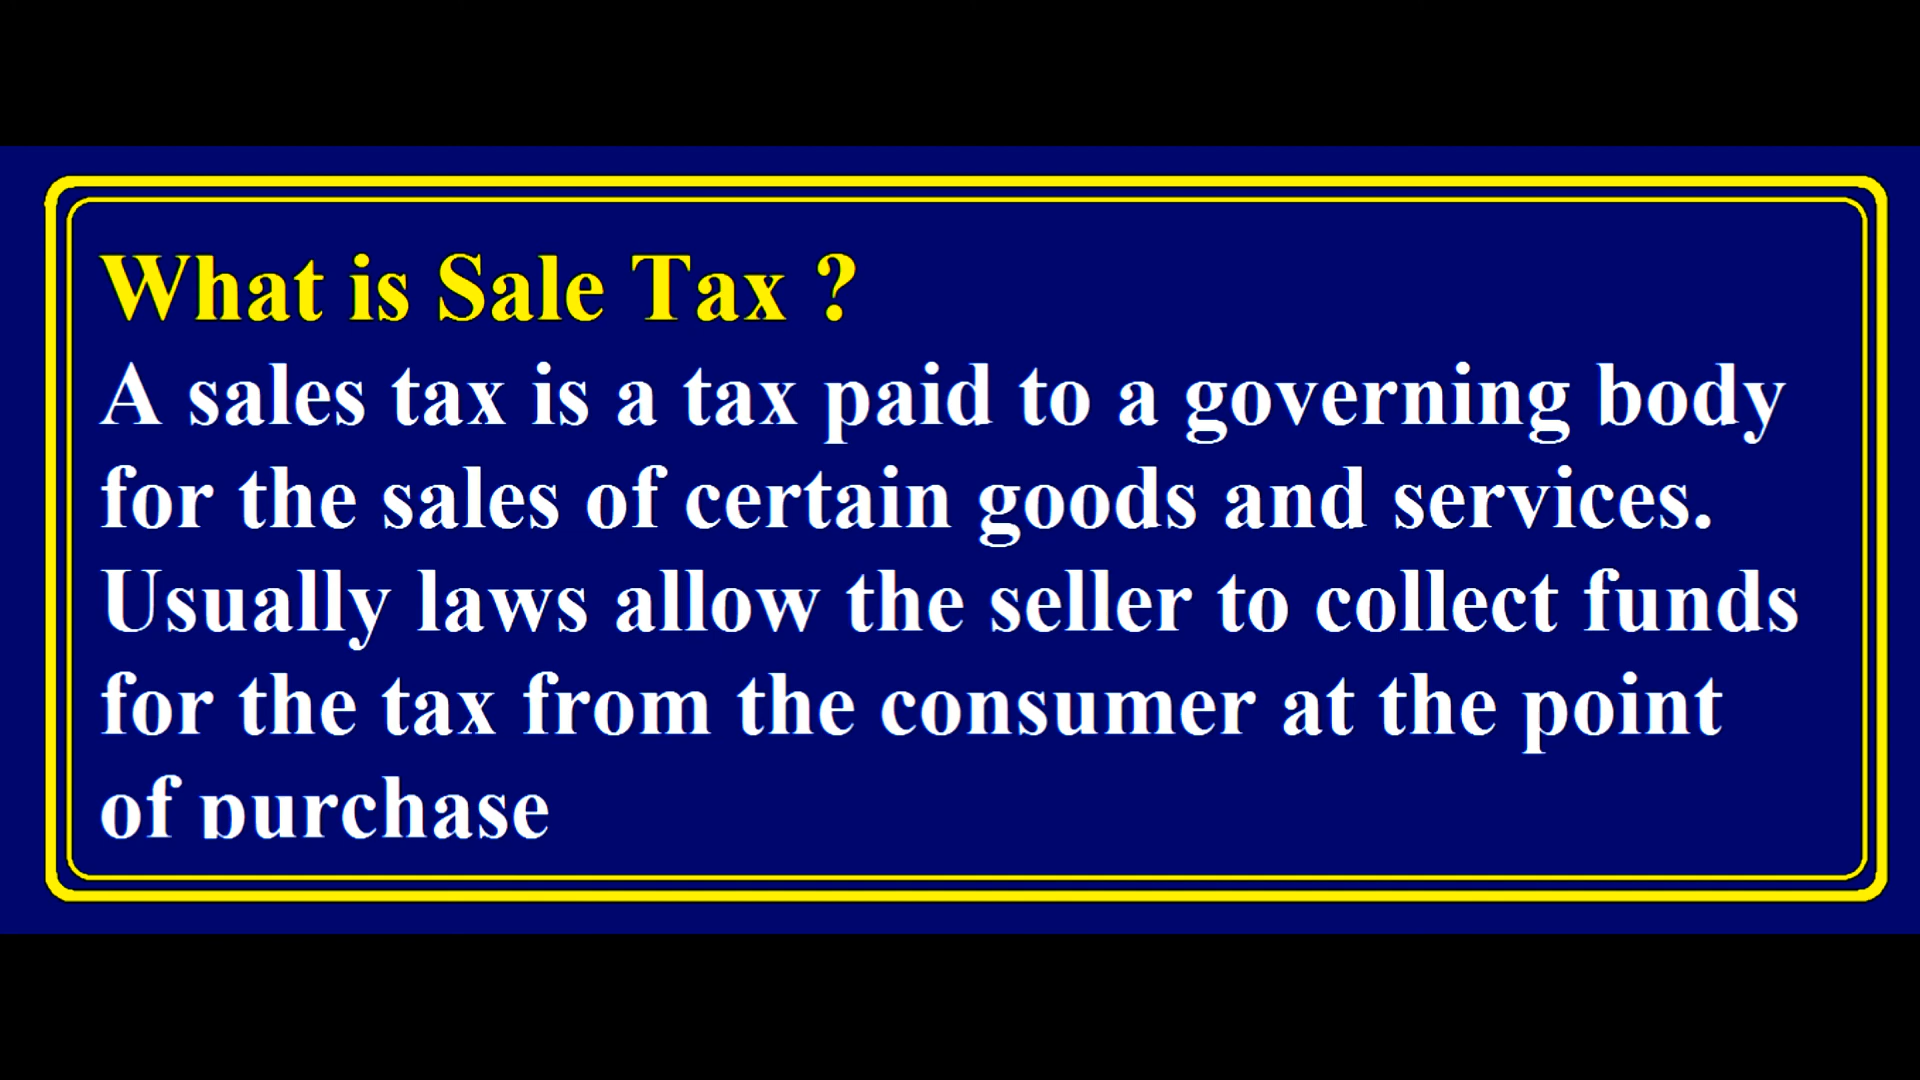 What is Sale Tax ?
A sales tax is a tax paid to a governing body
for the sales of certain goods and services.
Usually laws allow the seller to collect funds
for the tax from the consumer at the point
of purchase